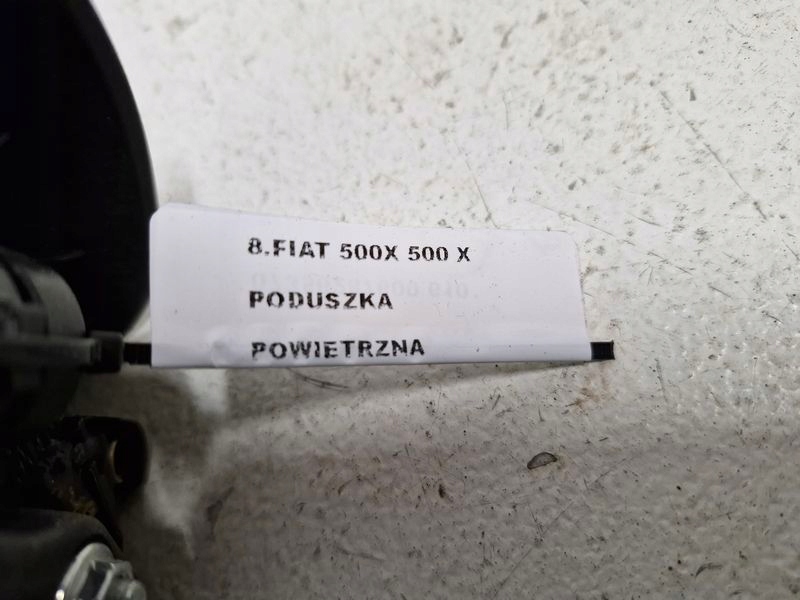 8.FIAT 500X 500 X
PODUSZKA
POWIETRZNA